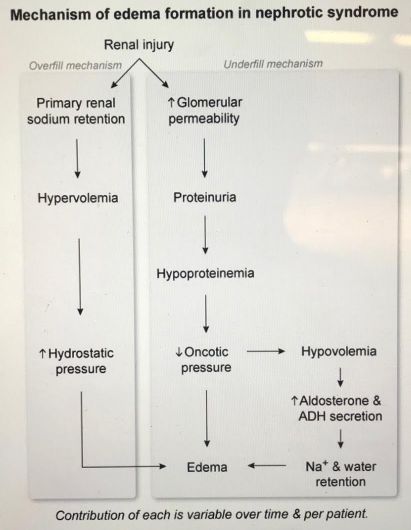 Mechanism of edema formation in nephrotic syndrome
Renal injury
Overfill mechanism
Underfill mechanism
Primary renal
sodium retention
↑Glomerular
permeability
Hypervolemia
Proteinuria
Hypoproteinemia
↑Hydrostatic
pressure
↓Oncotic
pressure
Hypovolemia
↑Aldosterone &
ADH secretion
Edema
Na⁺ & water
retention
Contribution of each is variable over time & per patient.